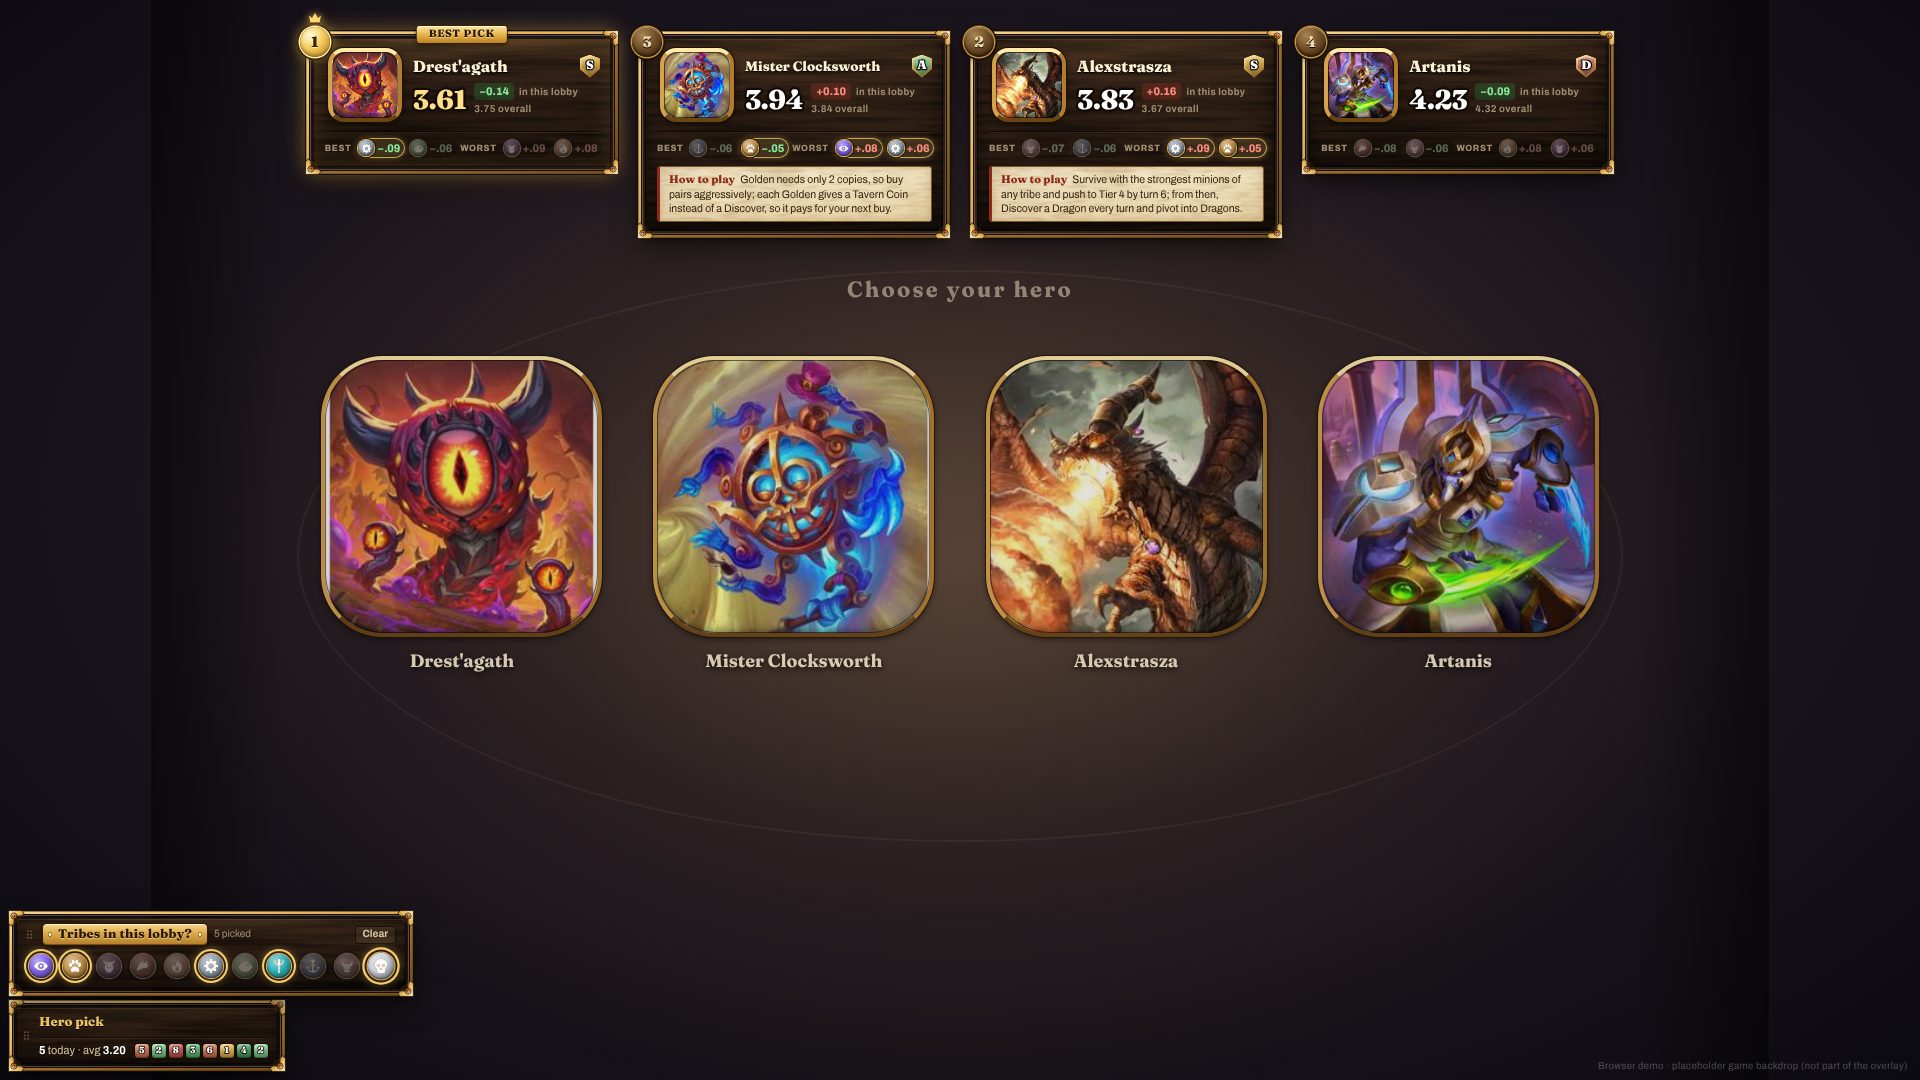 BEST PICK
1
Drest'agath
S
3.61
−0.14 in this lobby
3.75 overall
BEST −.09 −.06 WORST +.09 +.08
3
Mister Clocksworth
A
3.94
+0.10 in this lobby
3.84 overall
BEST −.06 −.05 WORST +.08 +.06
How to play Golden needs only 2 copies, so buy
pairs aggressively; each Golden gives a Tavern Coin
instead of a Discover, so it pays for your next buy.
2
Alexstrasza
S
3.83
+0.16 in this lobby
3.67 overall
BEST −.07 −.06 WORST +.09 +.05
How to play Survive with the strongest minions of
any tribe and push to Tier 4 by turn 6; from then,
Discover a Dragon every turn and pivot into Dragons.
4
Artanis
D
4.23
−0.09 in this lobby
4.32 overall
BEST −.08 −.06 WORST +.08 +.06
Choose your hero
Drest'agath
Mister Clocksworth
Alexstrasza
Artanis
Tribes in this lobby? 5 picked Clear
Hero pick
5 today · avg 3.20 5 2 8 3 6 1 4 2
Browser demo - placeholder game backdrop (not part of the overlay)